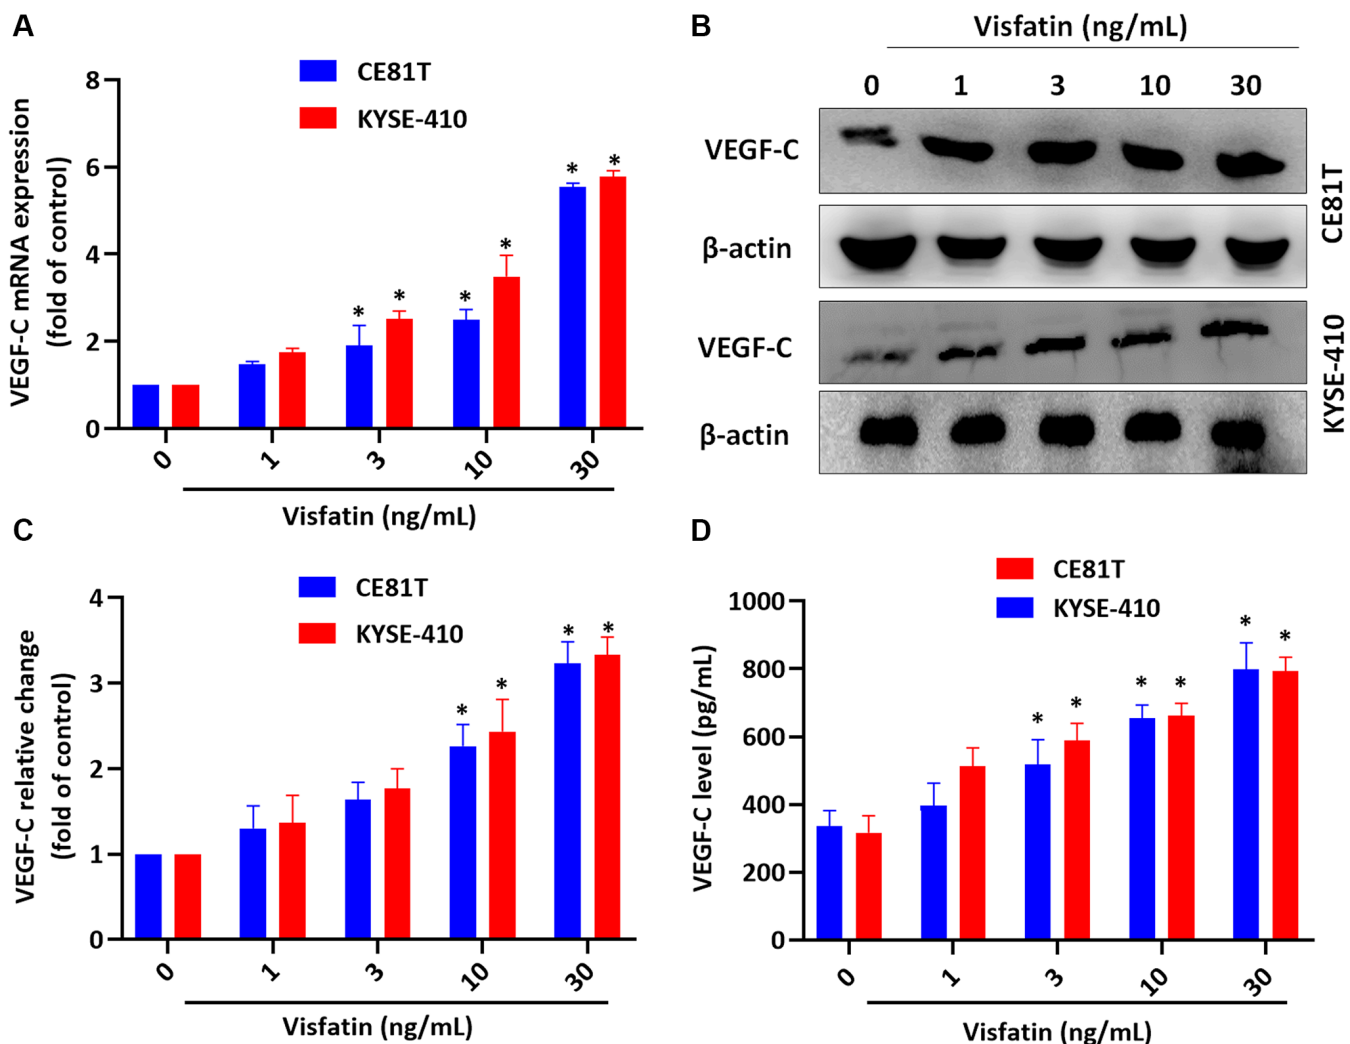 A
CE81T
KYSE-410
VEGF-C mRNA expression
(fold of control)
8
6
4
2
0
* * * * * *
0 1 3 10 30
Visfatin (ng/mL)
B
Visfatin (ng/mL)
0 1 3 10 30
VEGF-C
β-actin
CE81T
VEGF-C
β-actin
KYSE-410
C
CE81T
KYSE-410
VEGF-C relative change
(fold of control)
4
3
2
1
0
* * * *
0 1 3 10 30
Visfatin (ng/mL)
D
CE81T
KYSE-410
VEGF-C level (pg/mL)
1000
800
600
400
200
0
* * * * * *
0 1 3 10 30
Visfatin (ng/mL)